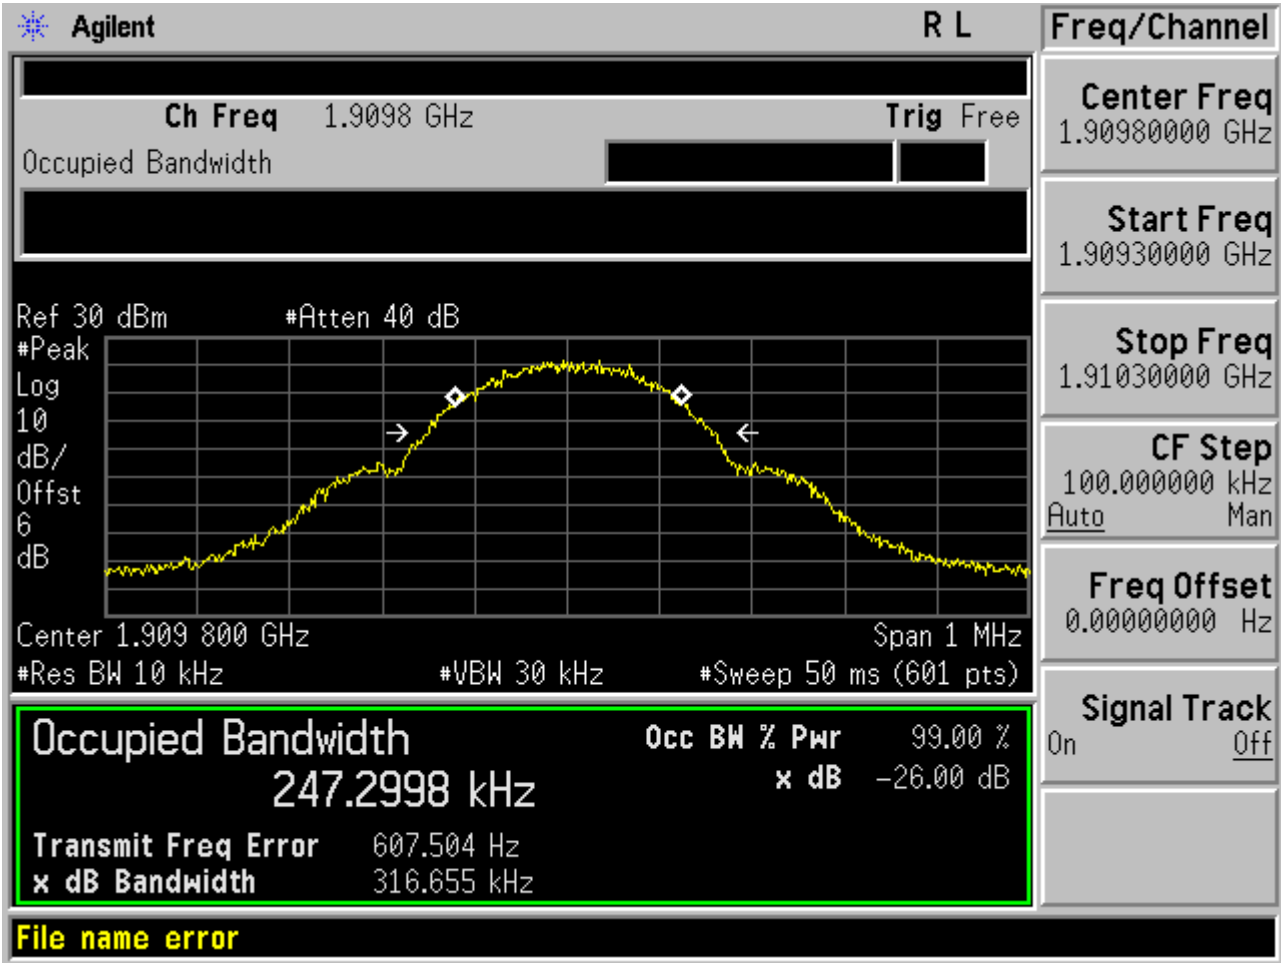 Agilent R L
Ch Freq 1.9098 GHz Trig Free
Occupied Bandwidth
Ref 30 dBm #Atten 40 dB
#Peak
Log
10
dB/
Offst
6
dB
Center 1.909 800 GHz Span 1 MHz
#Res BW 10 kHz #VBW 30 kHz #Sweep 50 ms (601 pts)
Occupied Bandwidth Occ BW % Pwr 99.00 %
247.2998 kHz x dB -26.00 dB
Transmit Freq Error 607.504 Hz
x dB Bandwidth 316.655 kHz
File name error
Freq/Channel
Center Freq
1.90980000 GHz
Start Freq
1.90930000 GHz
Stop Freq
1.91030000 GHz
CF Step
100.000000 kHz
Auto Man
Freq Offset
0.00000000 Hz
Signal Track
On Off